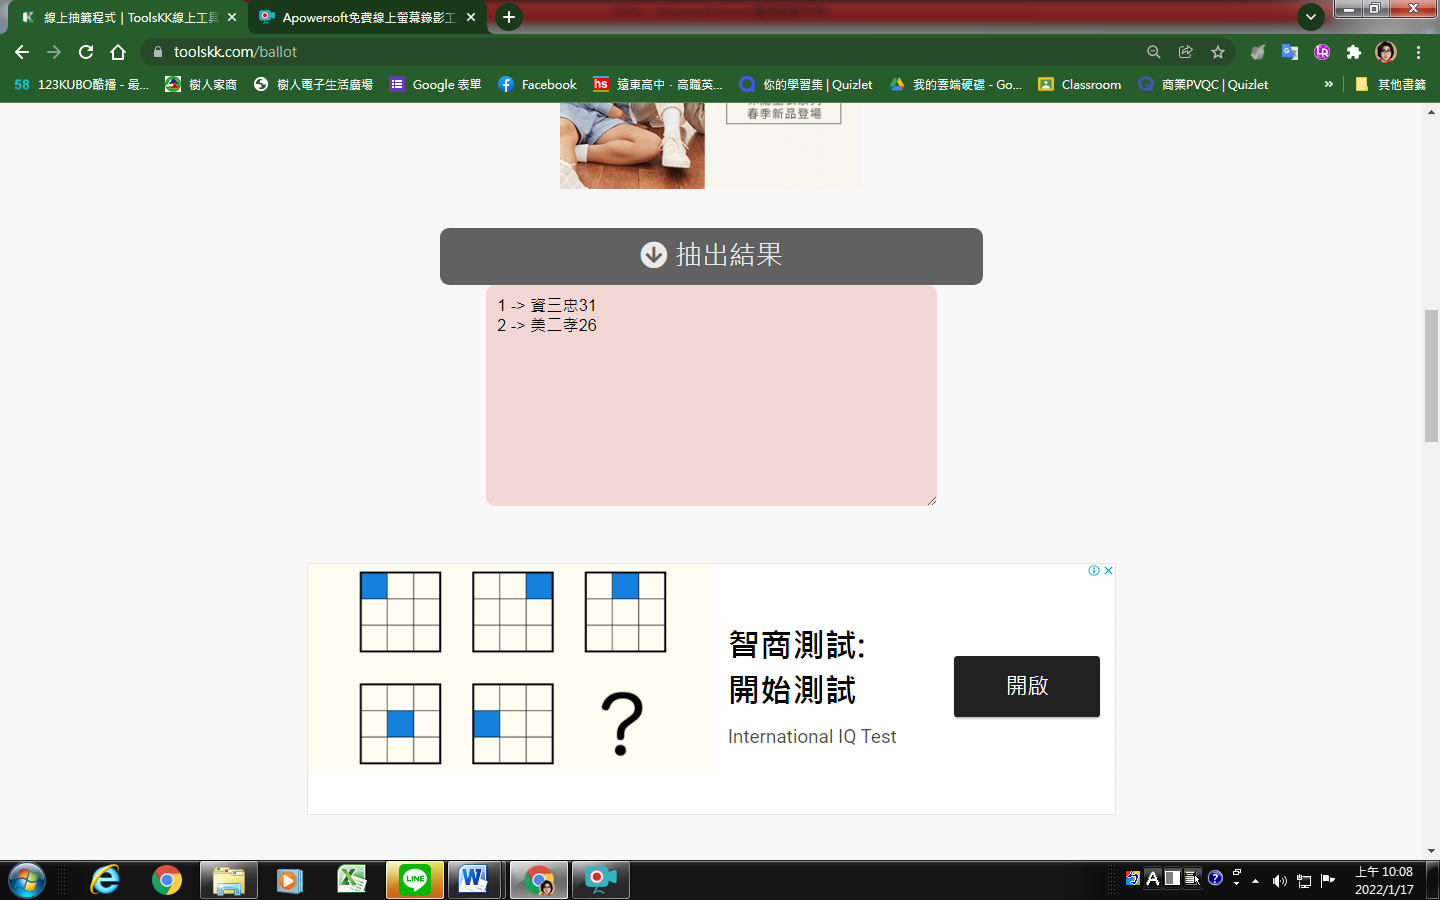 線上抽籤程式 | ToolsKK線上工具
Apowersoft免費線上螢幕錄影工
toolskk.com/ballot
123KUBO酷播 - 最...
樹人家商
樹人電子生活廣場
Google 表單
Facebook
遠東高中．高職英...
你的學習集 | Quizlet
我的雲端硬碟 - Go...
Classroom
商業PVQC | Quizlet
»
其他書籤
春季新品登場
抽出結果
1 -> 資三忠31
2 -> 美二孝26
智商測試:
開始測試
International IQ Test
開啟
?
LINE
上午 10:08
2022/1/17